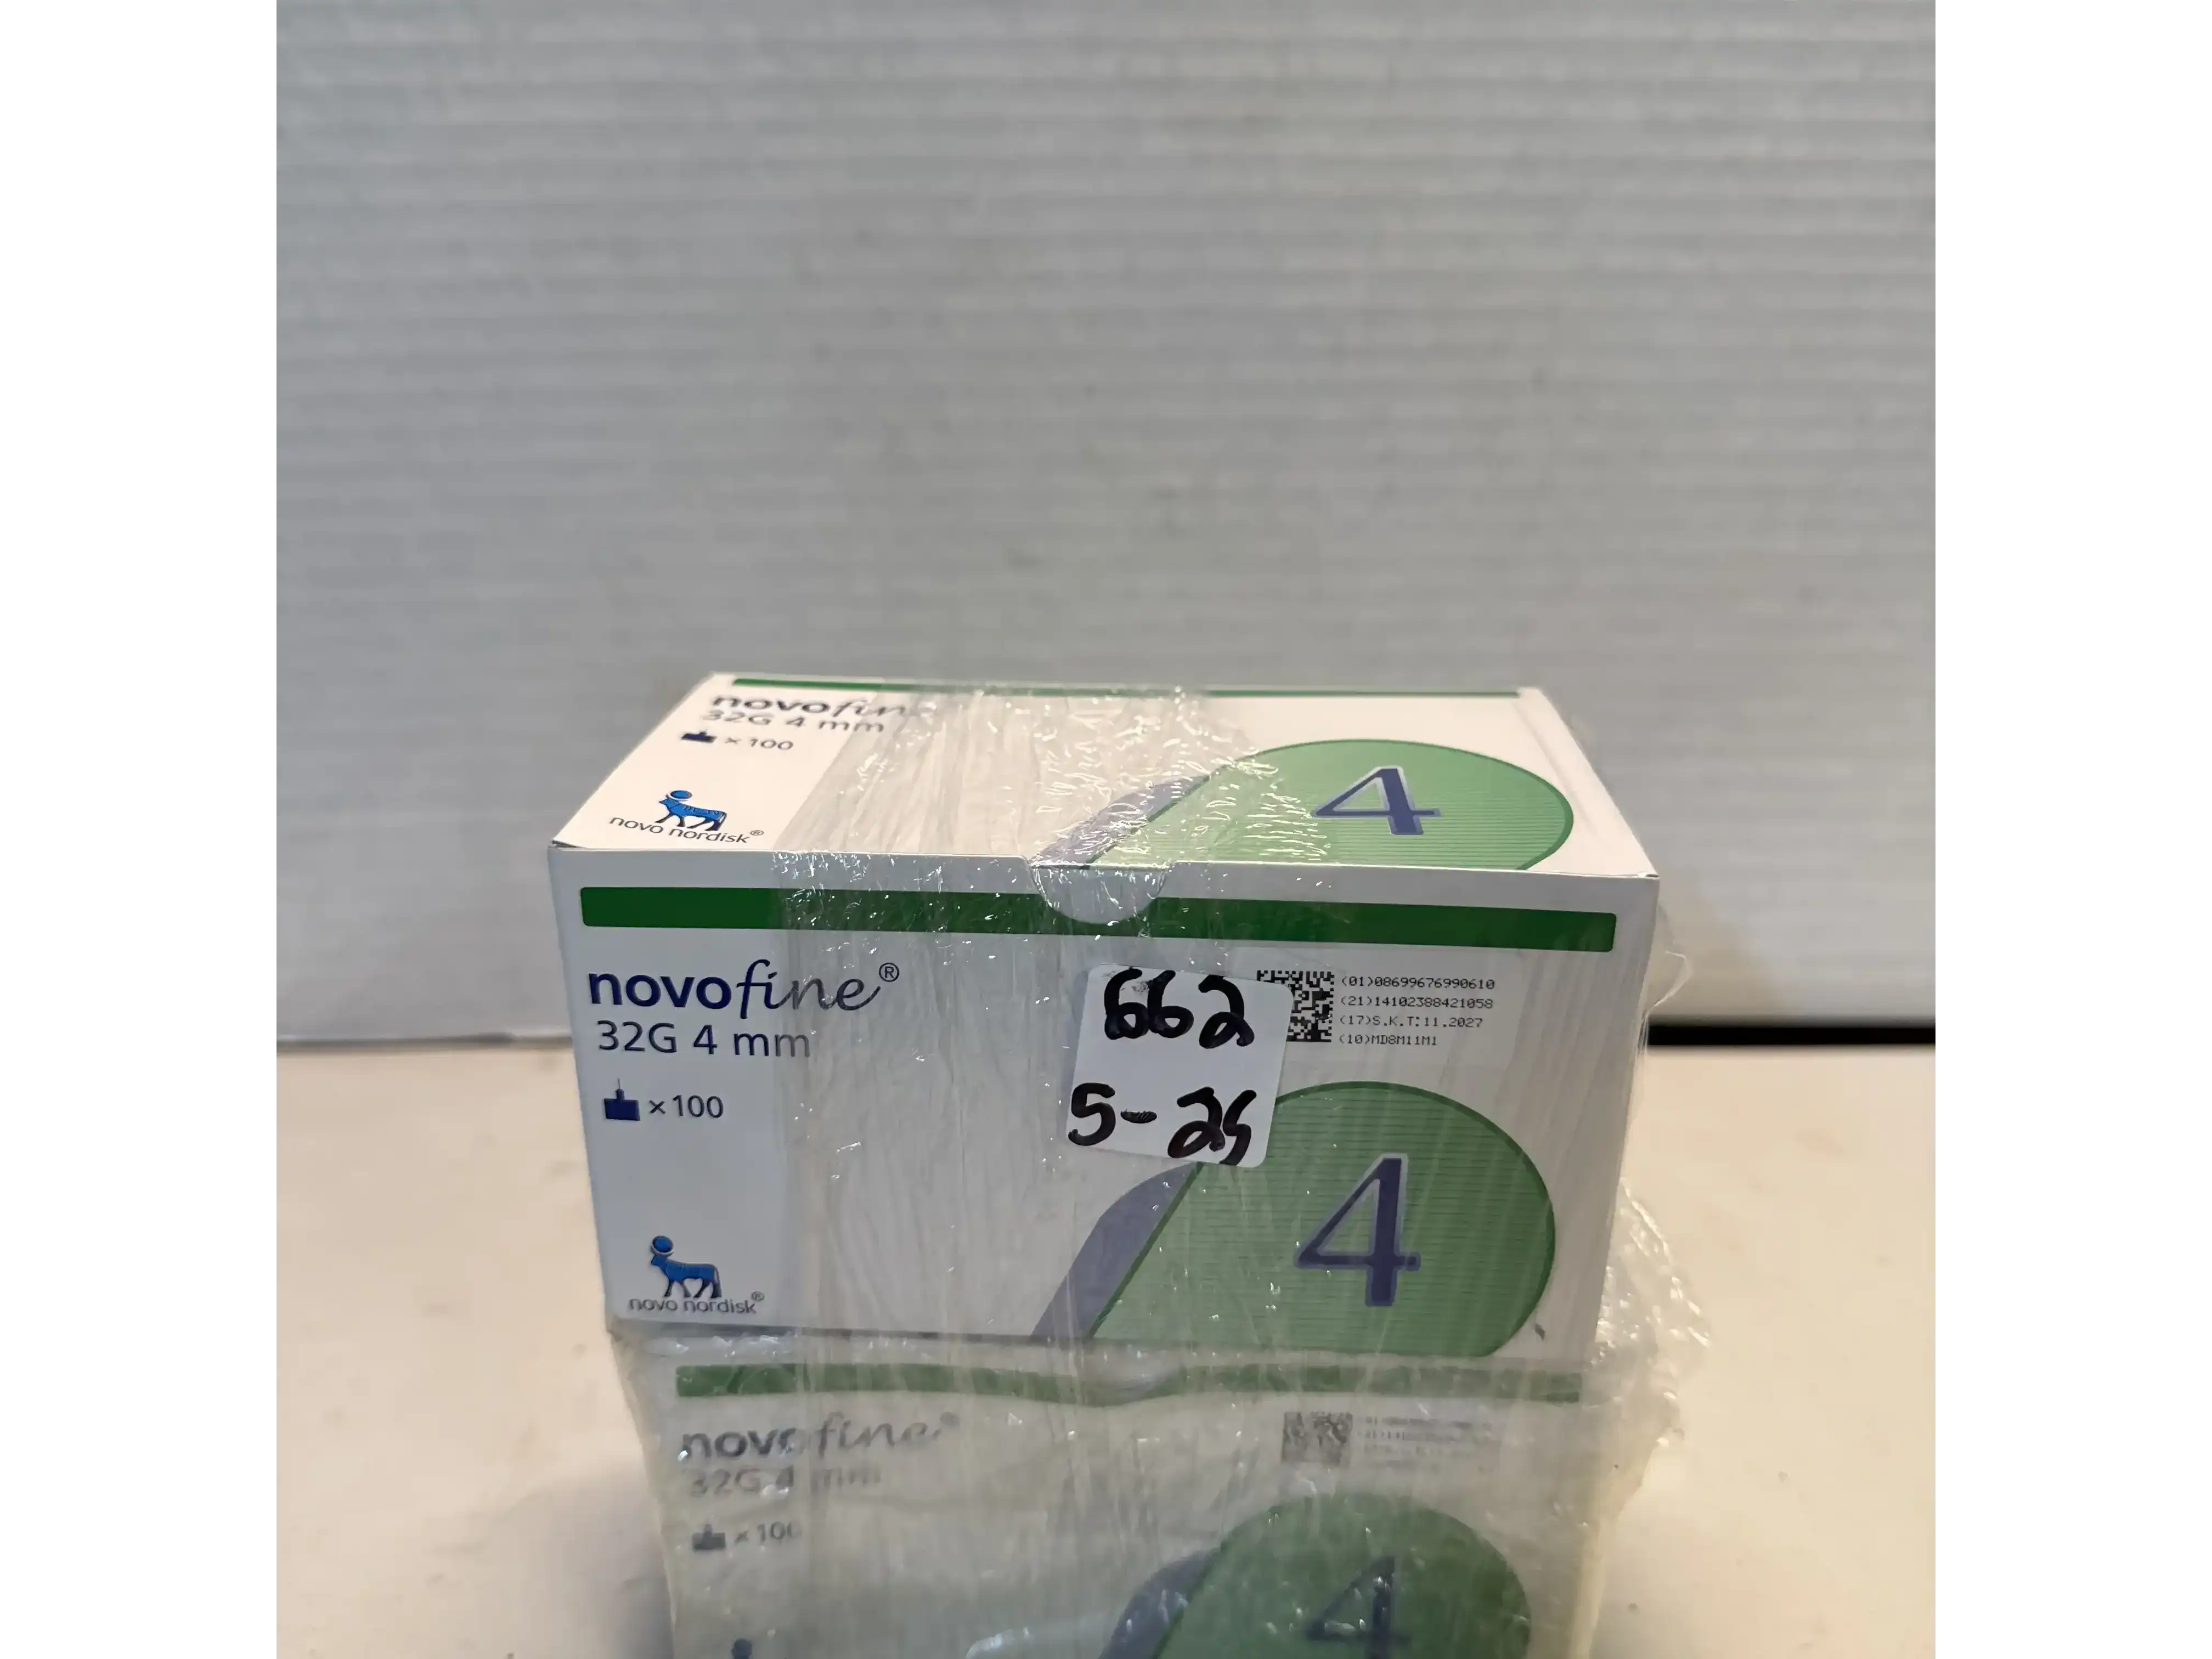 novofine
32G 4 mm
× 100
novo nordisk®
4
novofine®
32G 4 mm
×100
novo nordisk®
662
5-25
(01)08699676990610
(21)14102388421058
(17)S.K.T:11.2027
(10)MD8M11M1
4
novofine®
32G 4 mm
×100
4